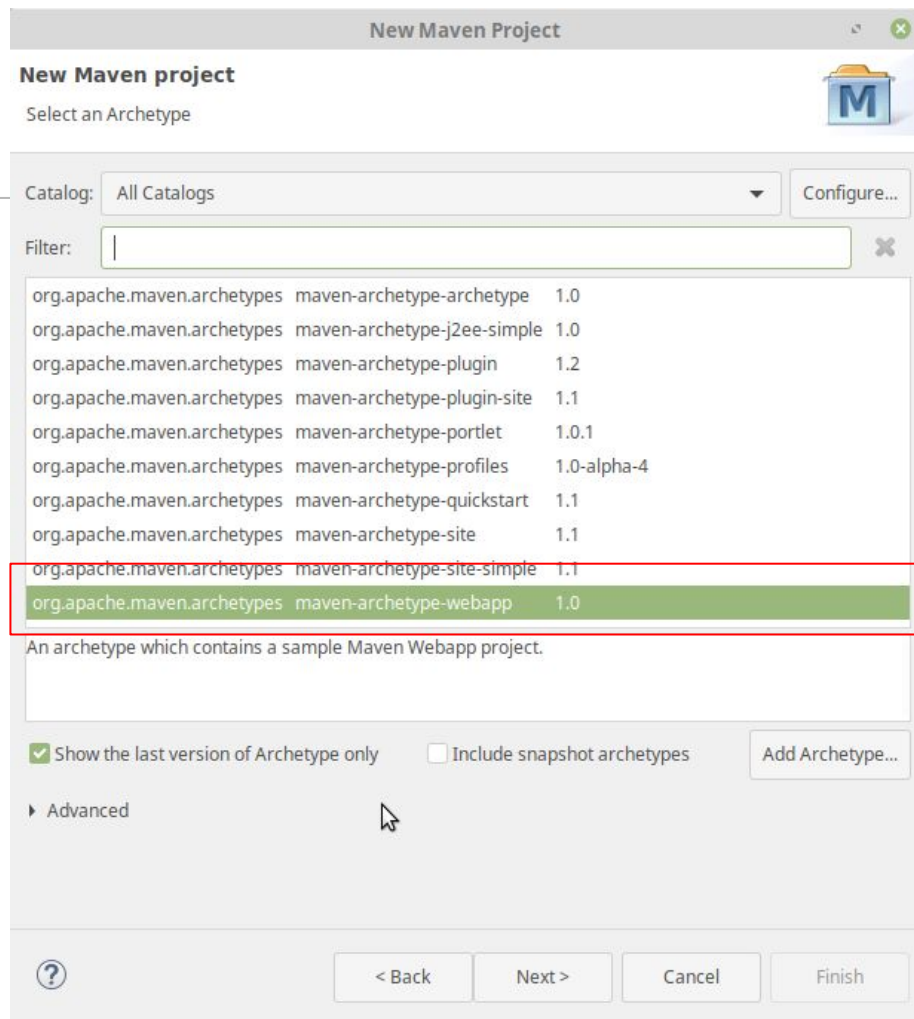 New Maven Project
New Maven project
Select an Archetype
M
Catalog: All Catalogs Configure...
Filter:
org.apache.maven.archetypes maven-archetype-archetype 1.0
org.apache.maven.archetypes maven-archetype-j2ee-simple 1.0
org.apache.maven.archetypes maven-archetype-plugin 1.2
org.apache.maven.archetypes maven-archetype-plugin-site 1.1
org.apache.maven.archetypes maven-archetype-portlet 1.0.1
org.apache.maven.archetypes maven-archetype-profiles 1.0-alpha-4
org.apache.maven.archetypes maven-archetype-quickstart 1.1
org.apache.maven.archetypes maven-archetype-site 1.1
org.apache.maven.archetypes maven-archetype-site-simple 1.1
org.apache.maven.archetypes maven-archetype-webapp 1.0
An archetype which contains a sample Maven Webapp project.
Show the last version of Archetype only Include snapshot archetypes Add Archetype...
Advanced
? < Back Next > Cancel Finish